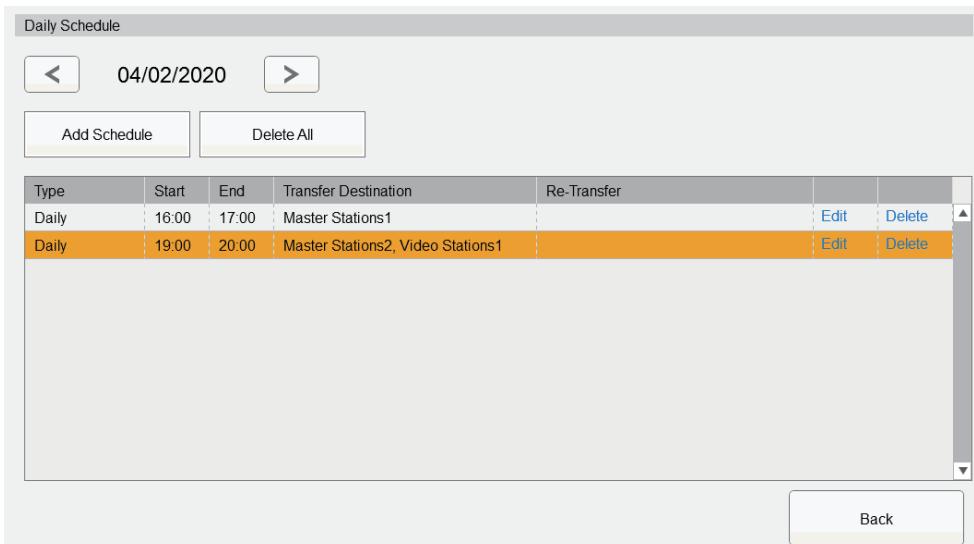 Daily Schedule
< 04/02/2020 >
Add Schedule Delete All
Type Start End Transfer Destination Re-Transfer
Daily 16:00 17:00 Master Stations1 Edit Delete
Daily 19:00 20:00 Master Stations2, Video Stations1 Edit Delete
Back